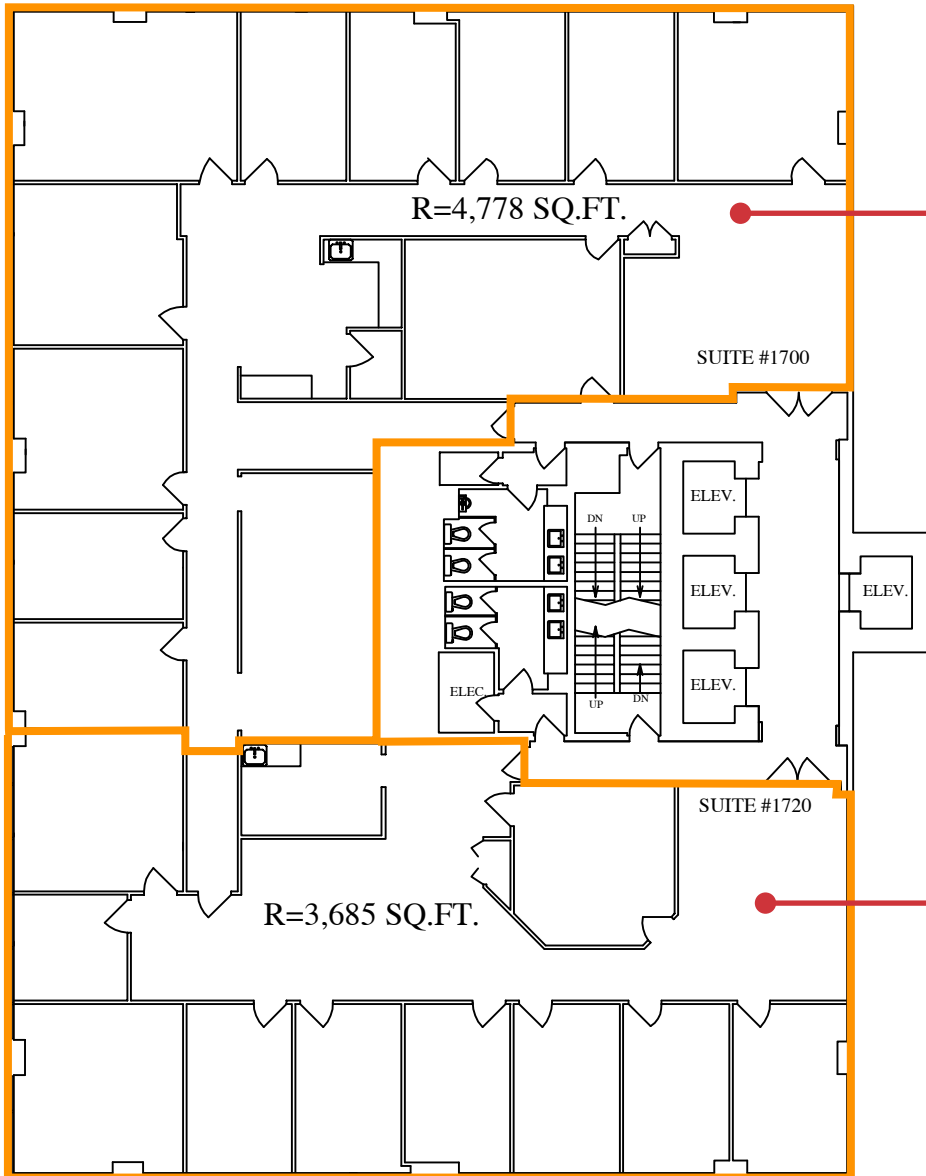 R=4,778 SQ.FT.
SUITE #1700
ELEV.
DN
UP
ELEV.
ELEV.
ELEV.
ELEC.
UP
DN
SUITE #1720
R=3,685 SQ.FT.